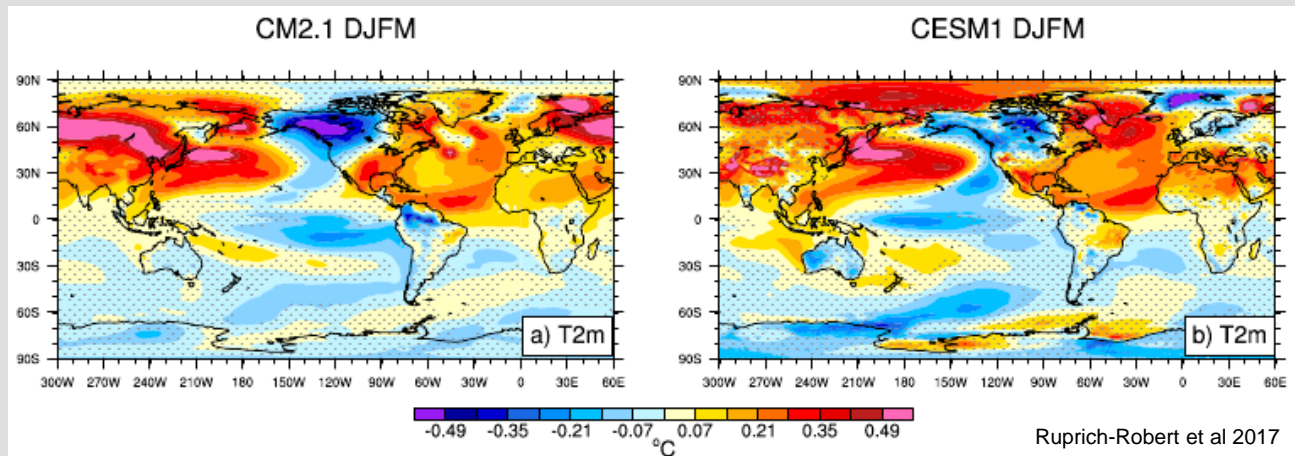 CM2.1 DJFM
CESM1 DJFM
90N
60N
30N
0
30S
60S
90S
a) T2m
300W 270W 240W 210W 180 150W 120W 90W 60W 30W 0 30E 60E
90N
60N
30N
0
30S
60S
90S
b) T2m
300W 270W 240W 210W 180 150W 120W 90W 60W 30W 0 30E 60E
-0.49 -0.35 -0.21 -0.07 0.07 0.21 0.35 0.49
°C
Ruprich-Robert et al 2017